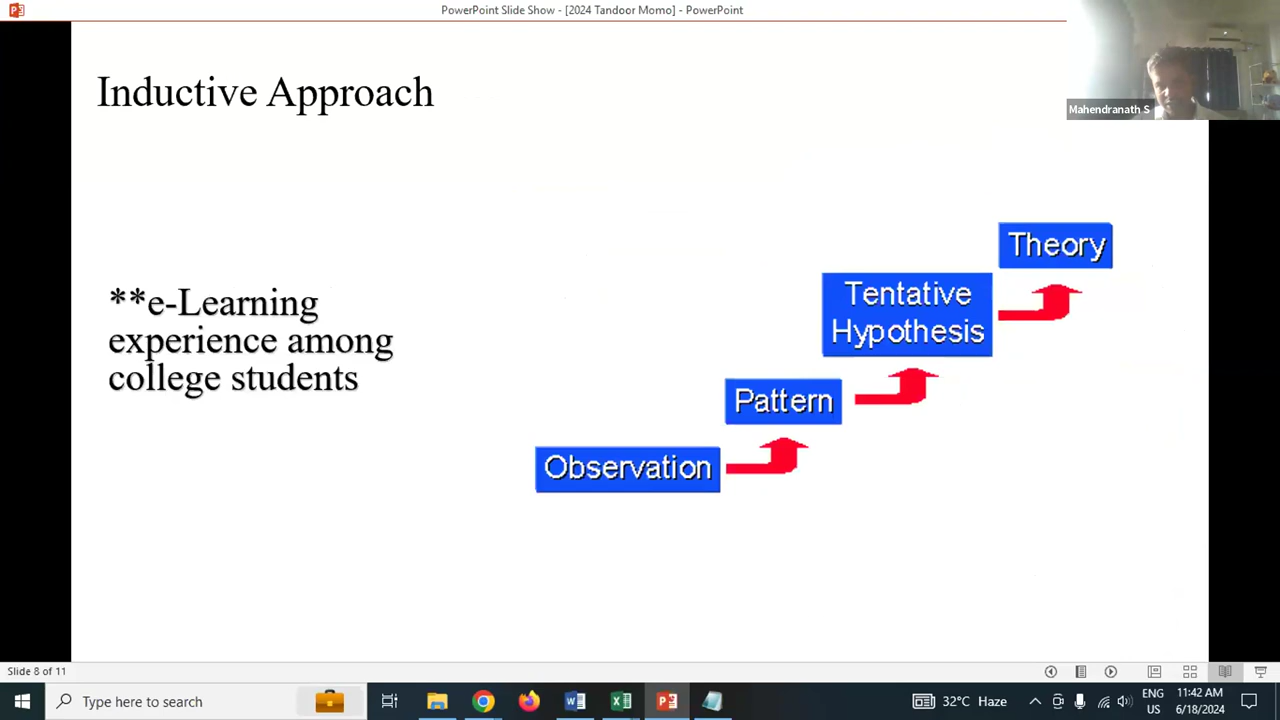 PowerPoint Slide Show - [2024 Tandoor Momo] - PowerPoint
Inductive Approach
Mahendranath S
Theory
Tentative
Hypothesis
**e-Learning
experience among
college students
Pattern
Observation
Slide 8 of 11
Type here to search
32°C Haze
ENG
US
11:42 AM
6/18/2024